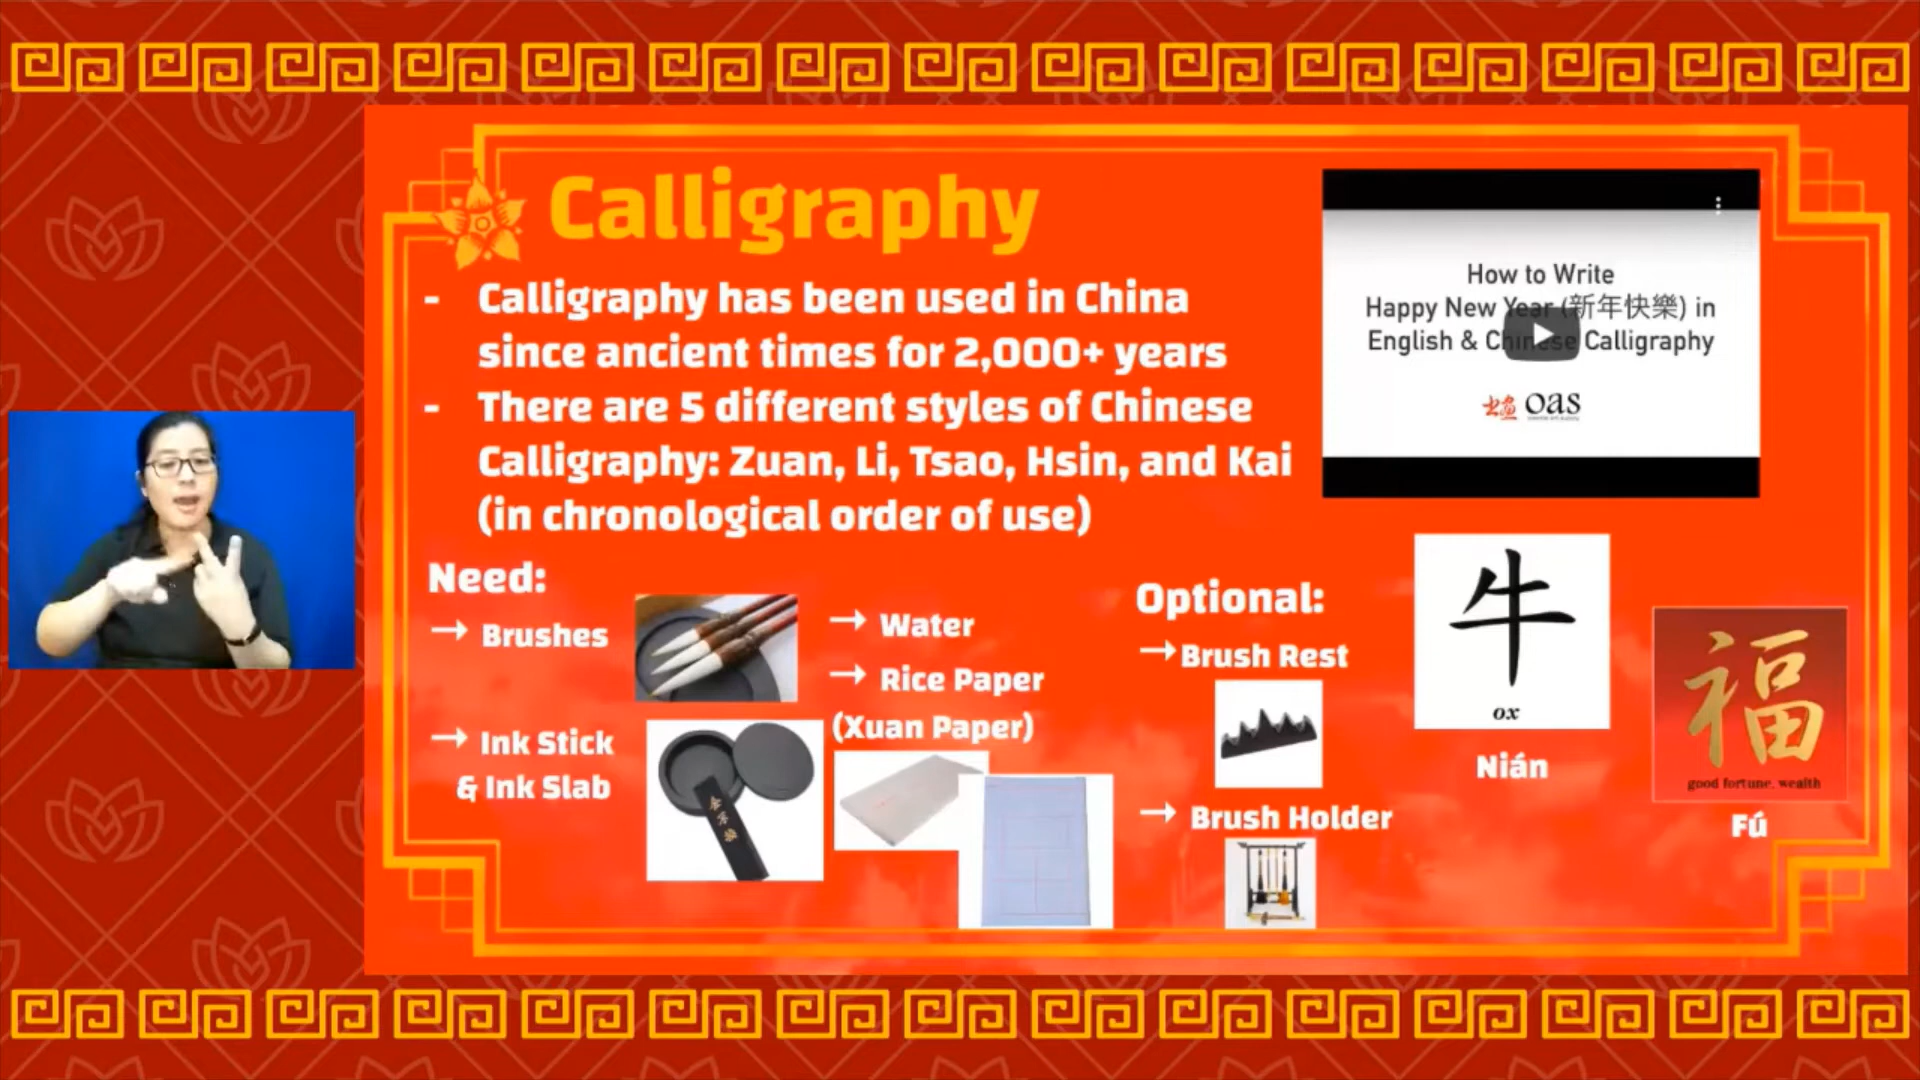 Calligraphy
- Calligraphy has been used in China
since ancient times for 2,000+ years
- There are 5 different styles of Chinese
Calligraphy: Zuan, Li, Tsao, Hsin, and Kai
(in chronological order of use)
How to Write
Happy New Year (新年快樂) in
English & Chinese Calligraphy
oas
Need:
→ Brushes
→ Ink Stick
& Ink Slab
→ Water
→ Rice Paper
(Xuan Paper)
Optional:
→ Brush Rest
→ Brush Holder
牛
ox
Nián
福
good fortune, wealth
Fú